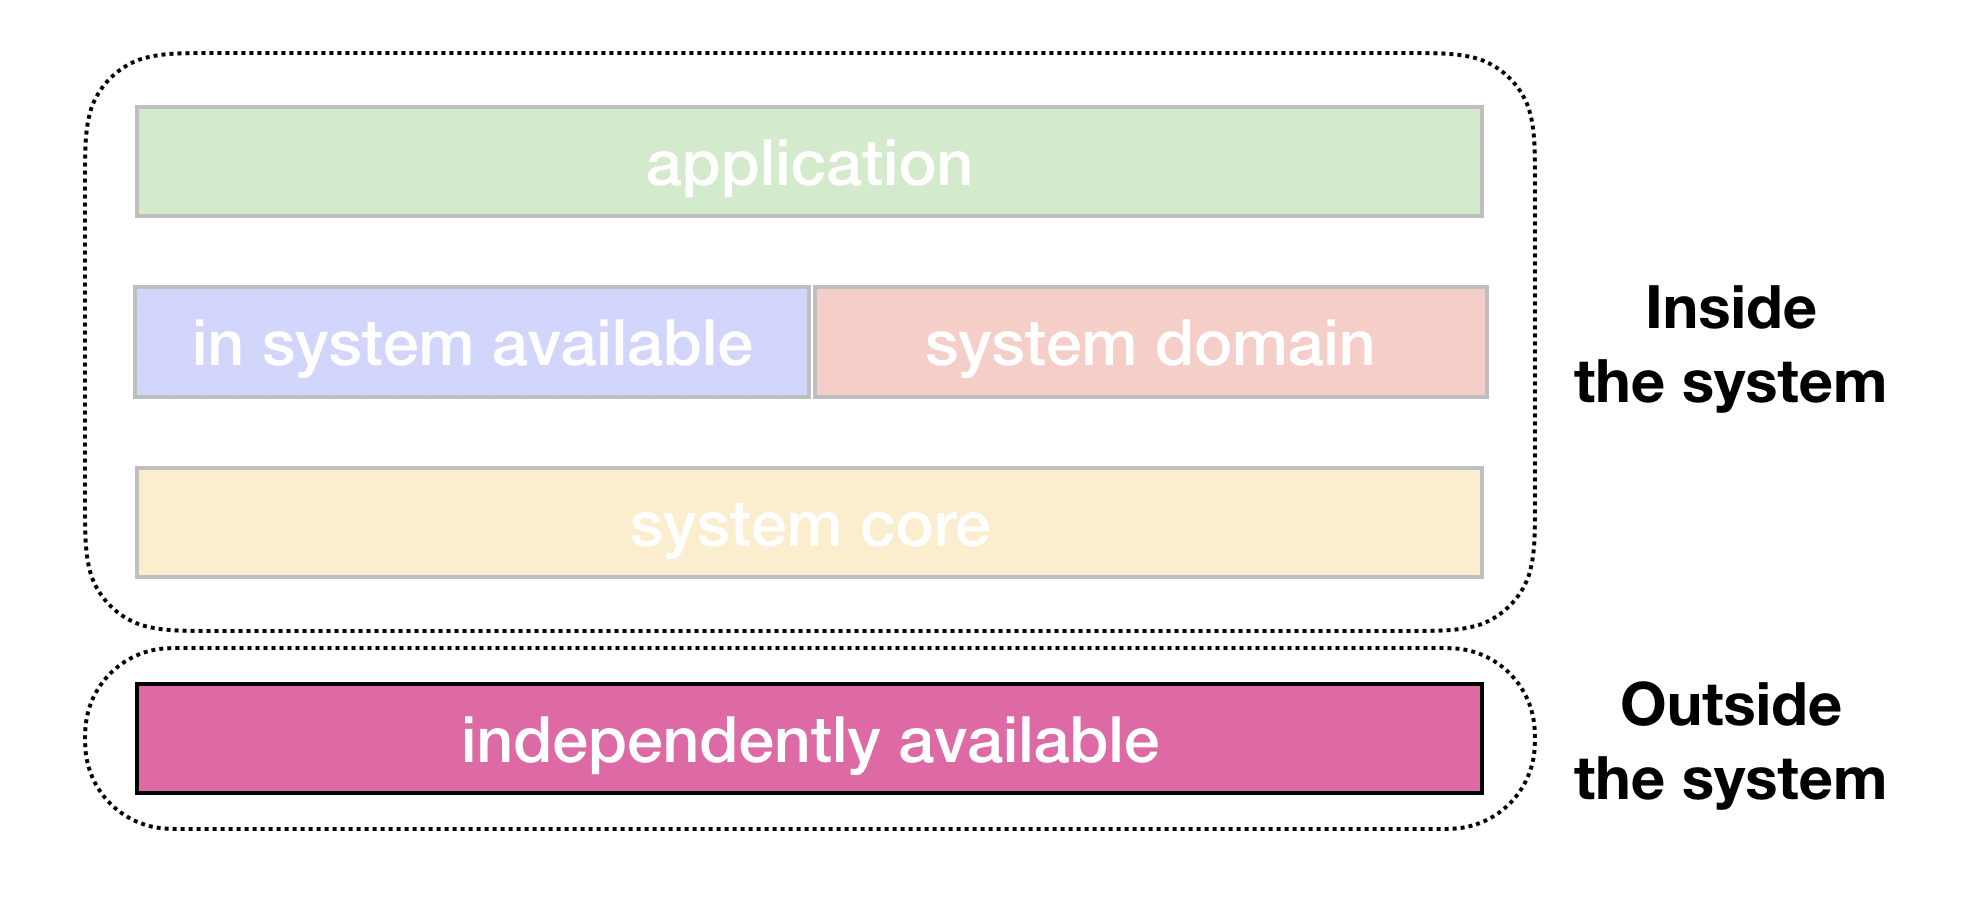 application
in system available
system domain
Inside
the system
system core
independently available
Outside
the system